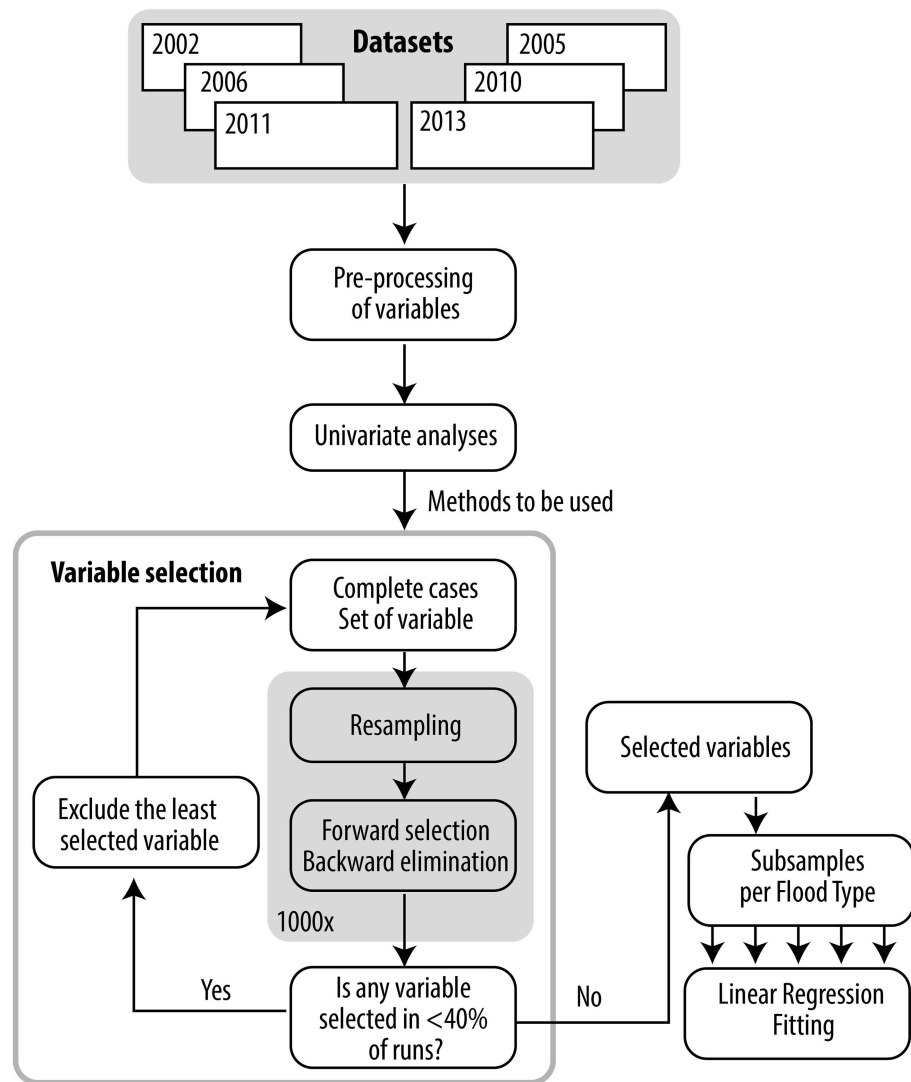 Datasets
2002
2005
2006
2010
2011
2013
Pre-processing
of variables
Univariate analyses
Methods to be used
Variable selection
Complete cases
Set of variable
Resampling
Forward selection
Backward elimination
1000x
Is any variable
selected in <40%
of runs?
Yes
Exclude the least
selected variable
No
Selected variables
Subsamples
per Flood Type
Linear Regression
Fitting